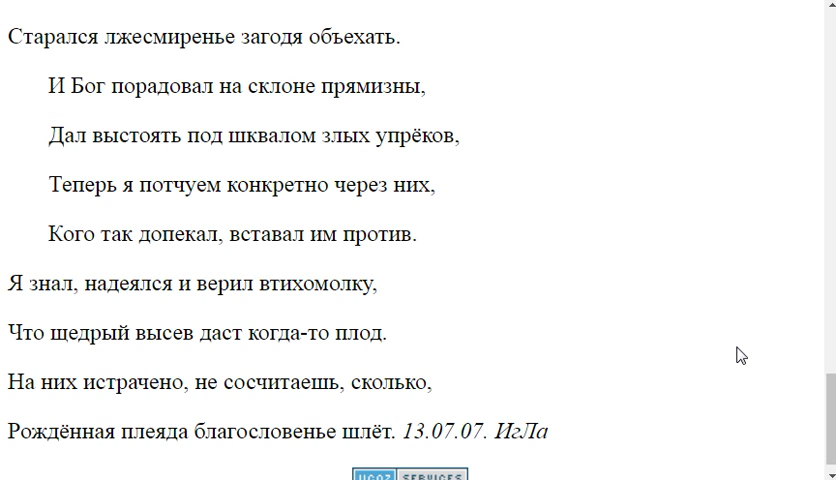 Старался лжесмиренье загодя объехать.
И Бог порадовал на склоне прямизны,
Дал выстоять под шквалом злых упрёков,
Теперь я потчуем конкретно через них,
Кого так допекал, вставал им против.
Я знал, надеялся и верил втихомолку,
Что щедрый высев даст когда-то плод.
На них истрачено, не сосчитаешь, сколько,
Рождённая плеяда благословенье шлёт. 13.07.07. ИгЛа
UCOZ SERVICES